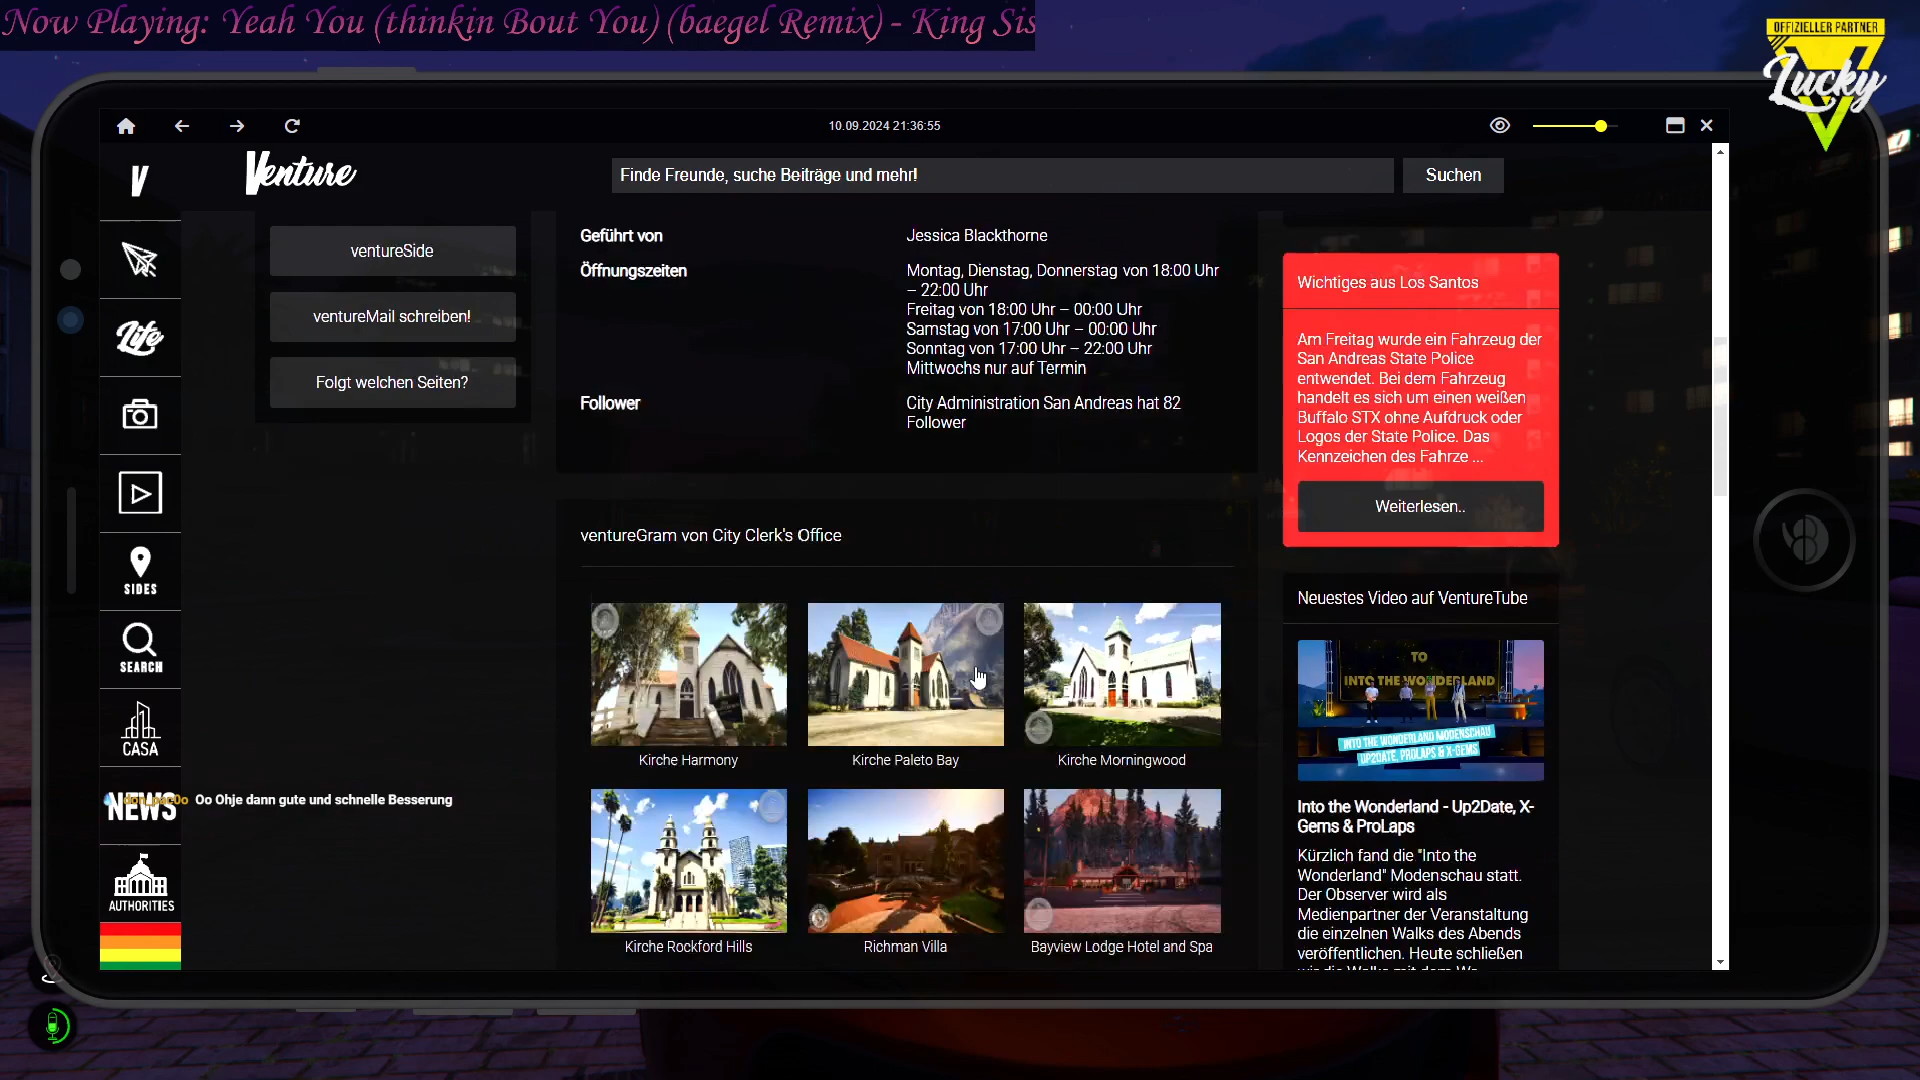 Now Playing: Yeah You (thinkin Bout You) (baegel Remix) - King Sis
OFFIZIELLER PARTNER
Lucky
10.09.2024 21:36:55
V
Venture
Finde Freunde, suche Beiträge und mehr!
Suchen
ventureSide
ventureMail schreiben!
Folgt welchen Seiten?
Life
SIDES
SEARCH
CASA
NEWS
AUTHORITIES
Oo Ohje dann gute und schnelle Besserung
Geführt von
Jessica Blackthorne
Öffnungszeiten
Montag, Dienstag, Donnerstag von 18:00 Uhr
– 22:00 Uhr
Freitag von 18:00 Uhr – 00:00 Uhr
Samstag von 17:00 Uhr – 00:00 Uhr
Sonntag von 17:00 Uhr – 22:00 Uhr
Mittwochs nur auf Termin
Follower
City Administration San Andreas hat 82
Follower
ventureGram von City Clerk's Office
Kirche Harmony
Kirche Paleto Bay
Kirche Morningwood
Kirche Rockford Hills
Richman Villa
Bayview Lodge Hotel and Spa
Wichtiges aus Los Santos
Am Freitag wurde ein Fahrzeug der
San Andreas State Police
entwendet. Bei dem Fahrzeug
handelt es sich um einen weißen
Buffalo STX ohne Aufdruck oder
Logos der State Police. Das
Kennzeichen des Fahrze ...
Weiterlesen..
Neuestes Video auf VentureTube
TO
INTO THE WONDERLAND
INTO THE WONDERLAND MODENSCHAU
UP2DATE, PROLAPS & X-GEMS
Into the Wonderland - Up2Date, X-
Gems & ProLaps
Kürzlich fand die "Into the
Wonderland" Modenschau statt.
Der Observer wird als
Medienpartner der Veranstaltung
die einzelnen Walks des Abends
veröffentlichen. Heute schließen